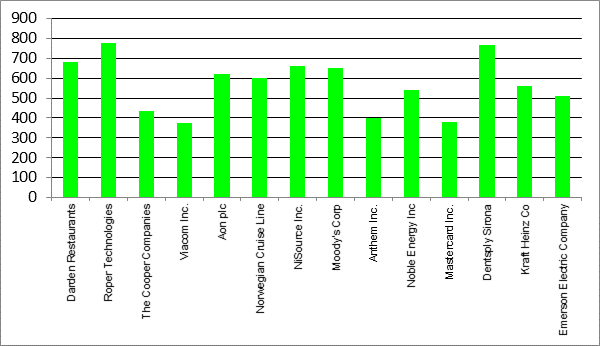 900
800
700
600
500
400
300
200
100
0
Darden Restaurants
Roper Technologies
The Cooper Companies
Viacom Inc.
Aon plc
Norwegian Cruise Line
NiSource Inc.
Moody's Corp
Anthem Inc.
Noble Energy Inc
Mastercard Inc.
Dentsply Sirona
Kraft Heinz Co
Emerson Electric Company